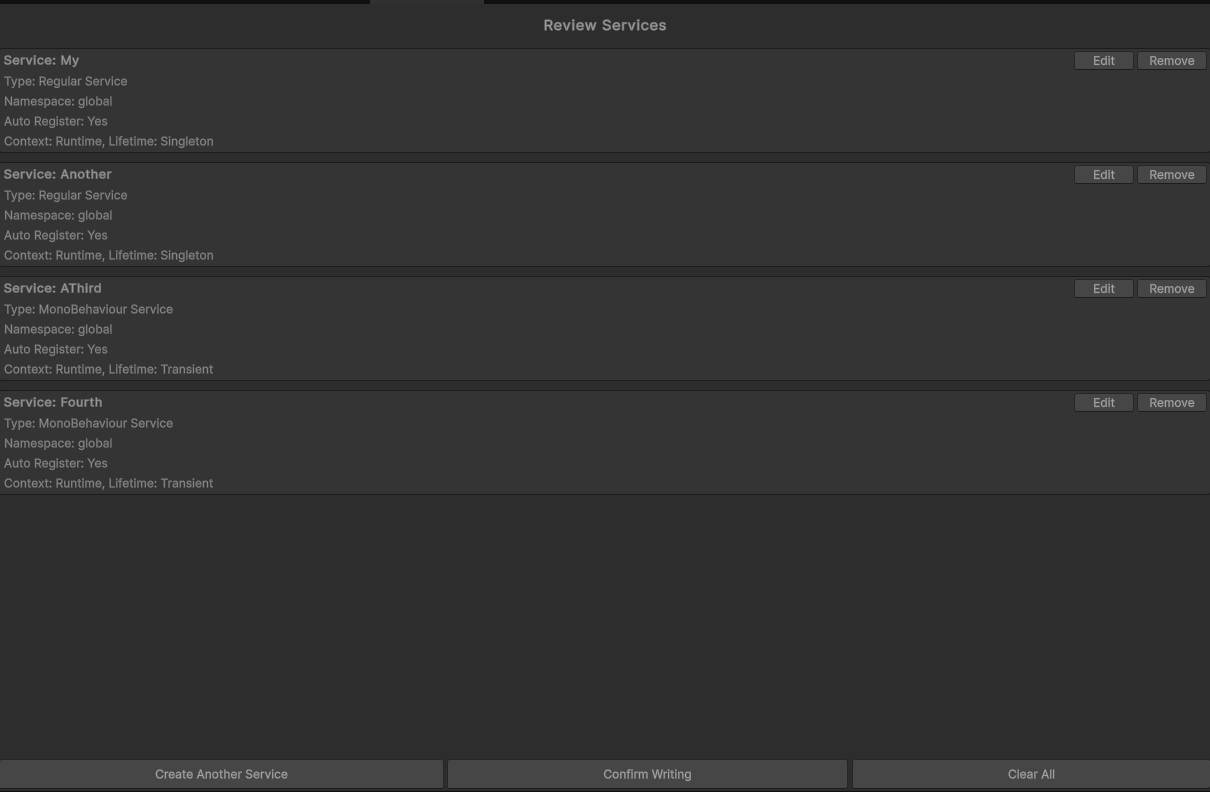 Review Services
Service: My
Edit
Remove
Type: Regular Service
Namespace: global
Auto Register: Yes
Context: Runtime, Lifetime: Singleton
Service: Another
Edit
Remove
Type: Regular Service
Namespace: global
Auto Register: Yes
Context: Runtime, Lifetime: Singleton
Service: AThird
Edit
Remove
Type: MonoBehaviour Service
Namespace: global
Auto Register: Yes
Context: Runtime, Lifetime: Transient
Service: Fourth
Edit
Remove
Type: MonoBehaviour Service
Namespace: global
Auto Register: Yes
Context: Runtime, Lifetime: Transient
Create Another Service
Confirm Writing
Clear All